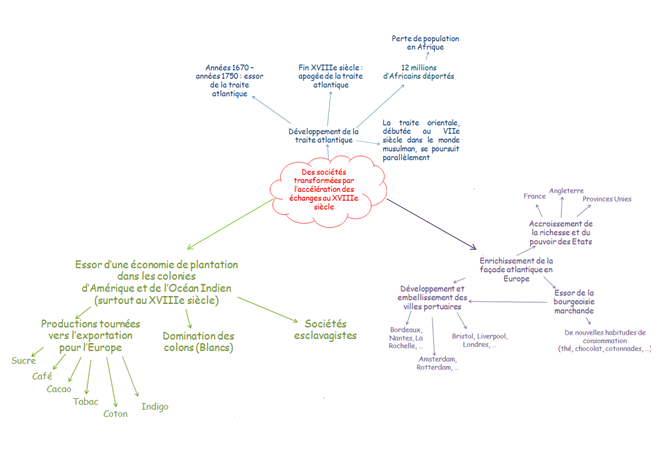 Perte de population
en Afrique
Années 1670 –
années 1750 : essor
de la traite
atlantique
Fin XVIIIe siècle :
apogée de la traite
atlantique
12 millions
d'Africains déportés
Développement de la
traite atlantique
La traite orientale,
débutée au VIIe
siècle dans le monde
musulman, se poursuit
parallèlement
Des sociétés
transformées par
l'accélération des
échanges au XVIIIe
siècle
France
Angleterre
Provinces Unies
Accroissement de
la richesse et du
pouvoir des Etats
Enrichissement de la
façade atlantique en
Europe
Développement et
embellissement des
villes portuaires
Essor de la
bourgeoisie
marchande
Bordeaux,
Nantes, La
Rochelle, ...
Amsterdam,
Rotterdam, ...
Bristol, Liverpool,
Londres, ...
De nouvelles habitudes de
consommation
(thé, chocolat, cotonnades, ...)
Essor d'une économie de plantation
dans les colonies
d'Amérique et de l'Océan Indien
(surtout au XVIIIe siècle)
Productions tournées
vers l'exportation
pour l'Europe
Domination des
colons (Blancs)
Sociétés
esclavagistes
Sucre
Café
Cacao
Tabac
Coton
Indigo